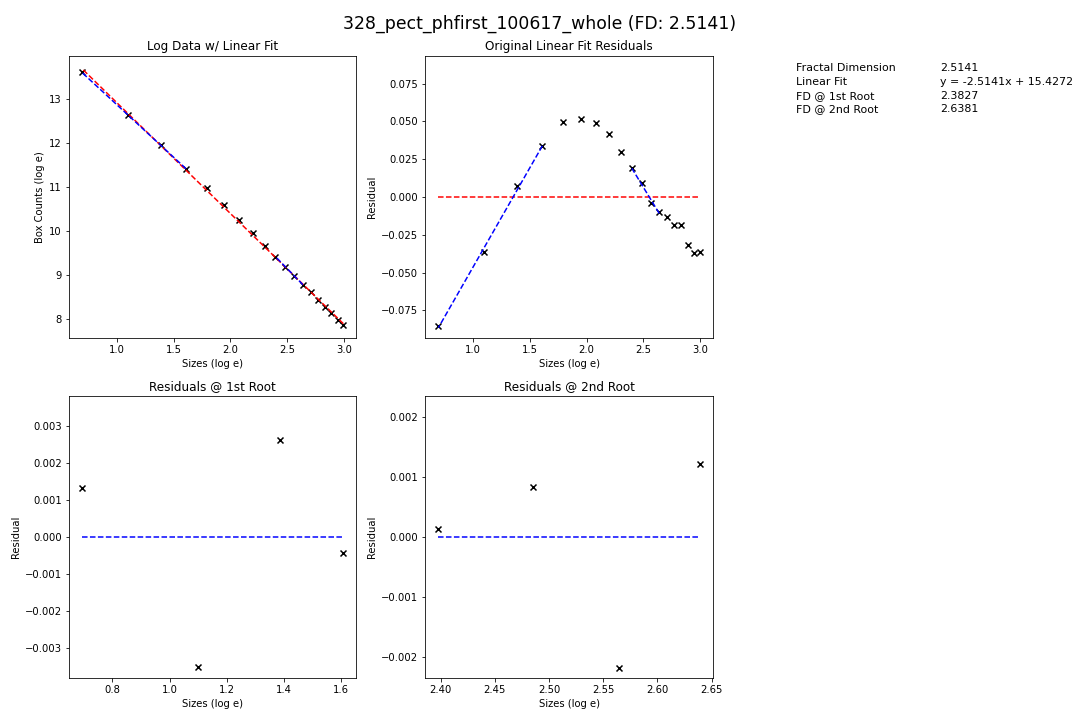 328_pect_phfirst_100617_whole (FD: 2.5141)
Log Data w/ Linear Fit
Box Counts (log e)
13
12
11
10
9
8
1.0 1.5 2.0 2.5 3.0
Sizes (log e)
Original Linear Fit Residuals
Residual
0.075
0.050
0.025
0.000
−0.025
−0.050
−0.075
1.0 1.5 2.0 2.5 3.0
Sizes (log e)
Fractal Dimension 2.5141
Linear Fit y = -2.5141x + 15.4272
FD @ 1st Root 2.3827
FD @ 2nd Root 2.6381
Residuals @ 1st Root
Residual
0.003
0.002
0.001
0.000
−0.001
−0.002
−0.003
0.8 1.0 1.2 1.4 1.6
Sizes (log e)
Residuals @ 2nd Root
Residual
0.002
0.001
0.000
−0.001
−0.002
2.40 2.45 2.50 2.55 2.60 2.65
Sizes (log e)